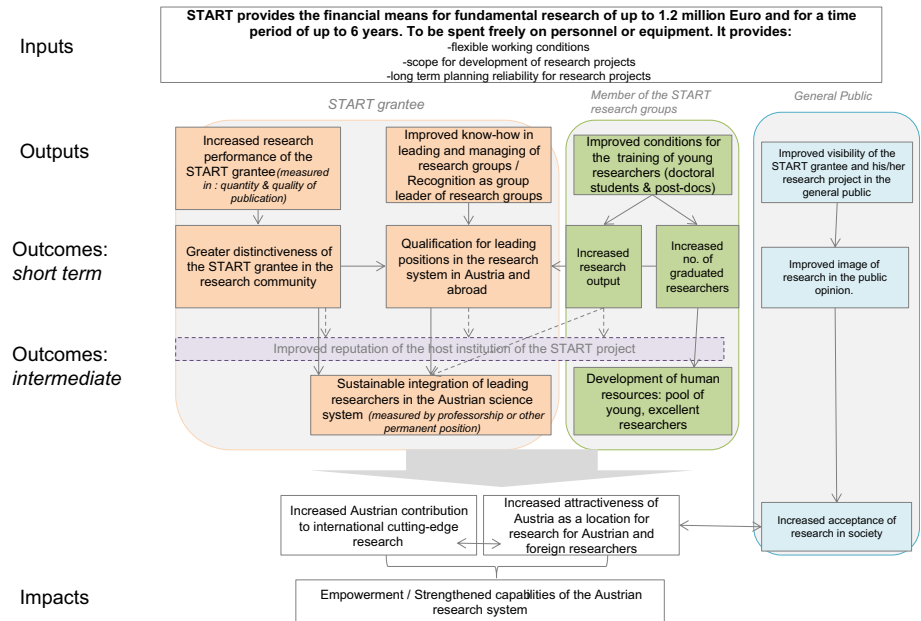 START provides the financial means for fundamental research of up to 1.2 million Euro and for a time
period of up to 6 years. To be spent freely on personnel or equipment. It provides:
-flexible working conditions
-scope for development of research projects
-long term planning reliability for research projects
Inputs
START grantee
Member of the START
research groups
General Public
Outputs
Increased research
performance of the
START grantee(measured
in : quantity & quality of
publication)
Improved know-how in
leading and managing
of research groups /
Recognition as group
leader of research groups
Improved conditions for
the training of young
researchers (doctoral
students & post-docs)
Improved visibility of the
START grantee and his/her
research project in the
general public
Outcomes:
short term
Greater distinctiveness
of the START grantee in the
research community
Qualification for leading
positions in the research
system in Austria and
abroad
Increased
research
output
Increased
no. of
graduated
researchers
Improved image of
research in the public
opinion.
Outcomes:
intermediate
Improved reputation of the host institution of the START project
Sustainable integration of leading
researchers in the Austrian science
system (measured by professorship or other
permanent position)
Development of human
resources: pool of
young, excellent
researchers
Increased Austrian contribution
to international cutting-edge
research
Increased attractiveness of
Austria as a location for
research for Austrian and
foreign researchers
Increased acceptance of
research in society
Impacts
Empowerment / Strengthened capabilities of the Austrian
research system